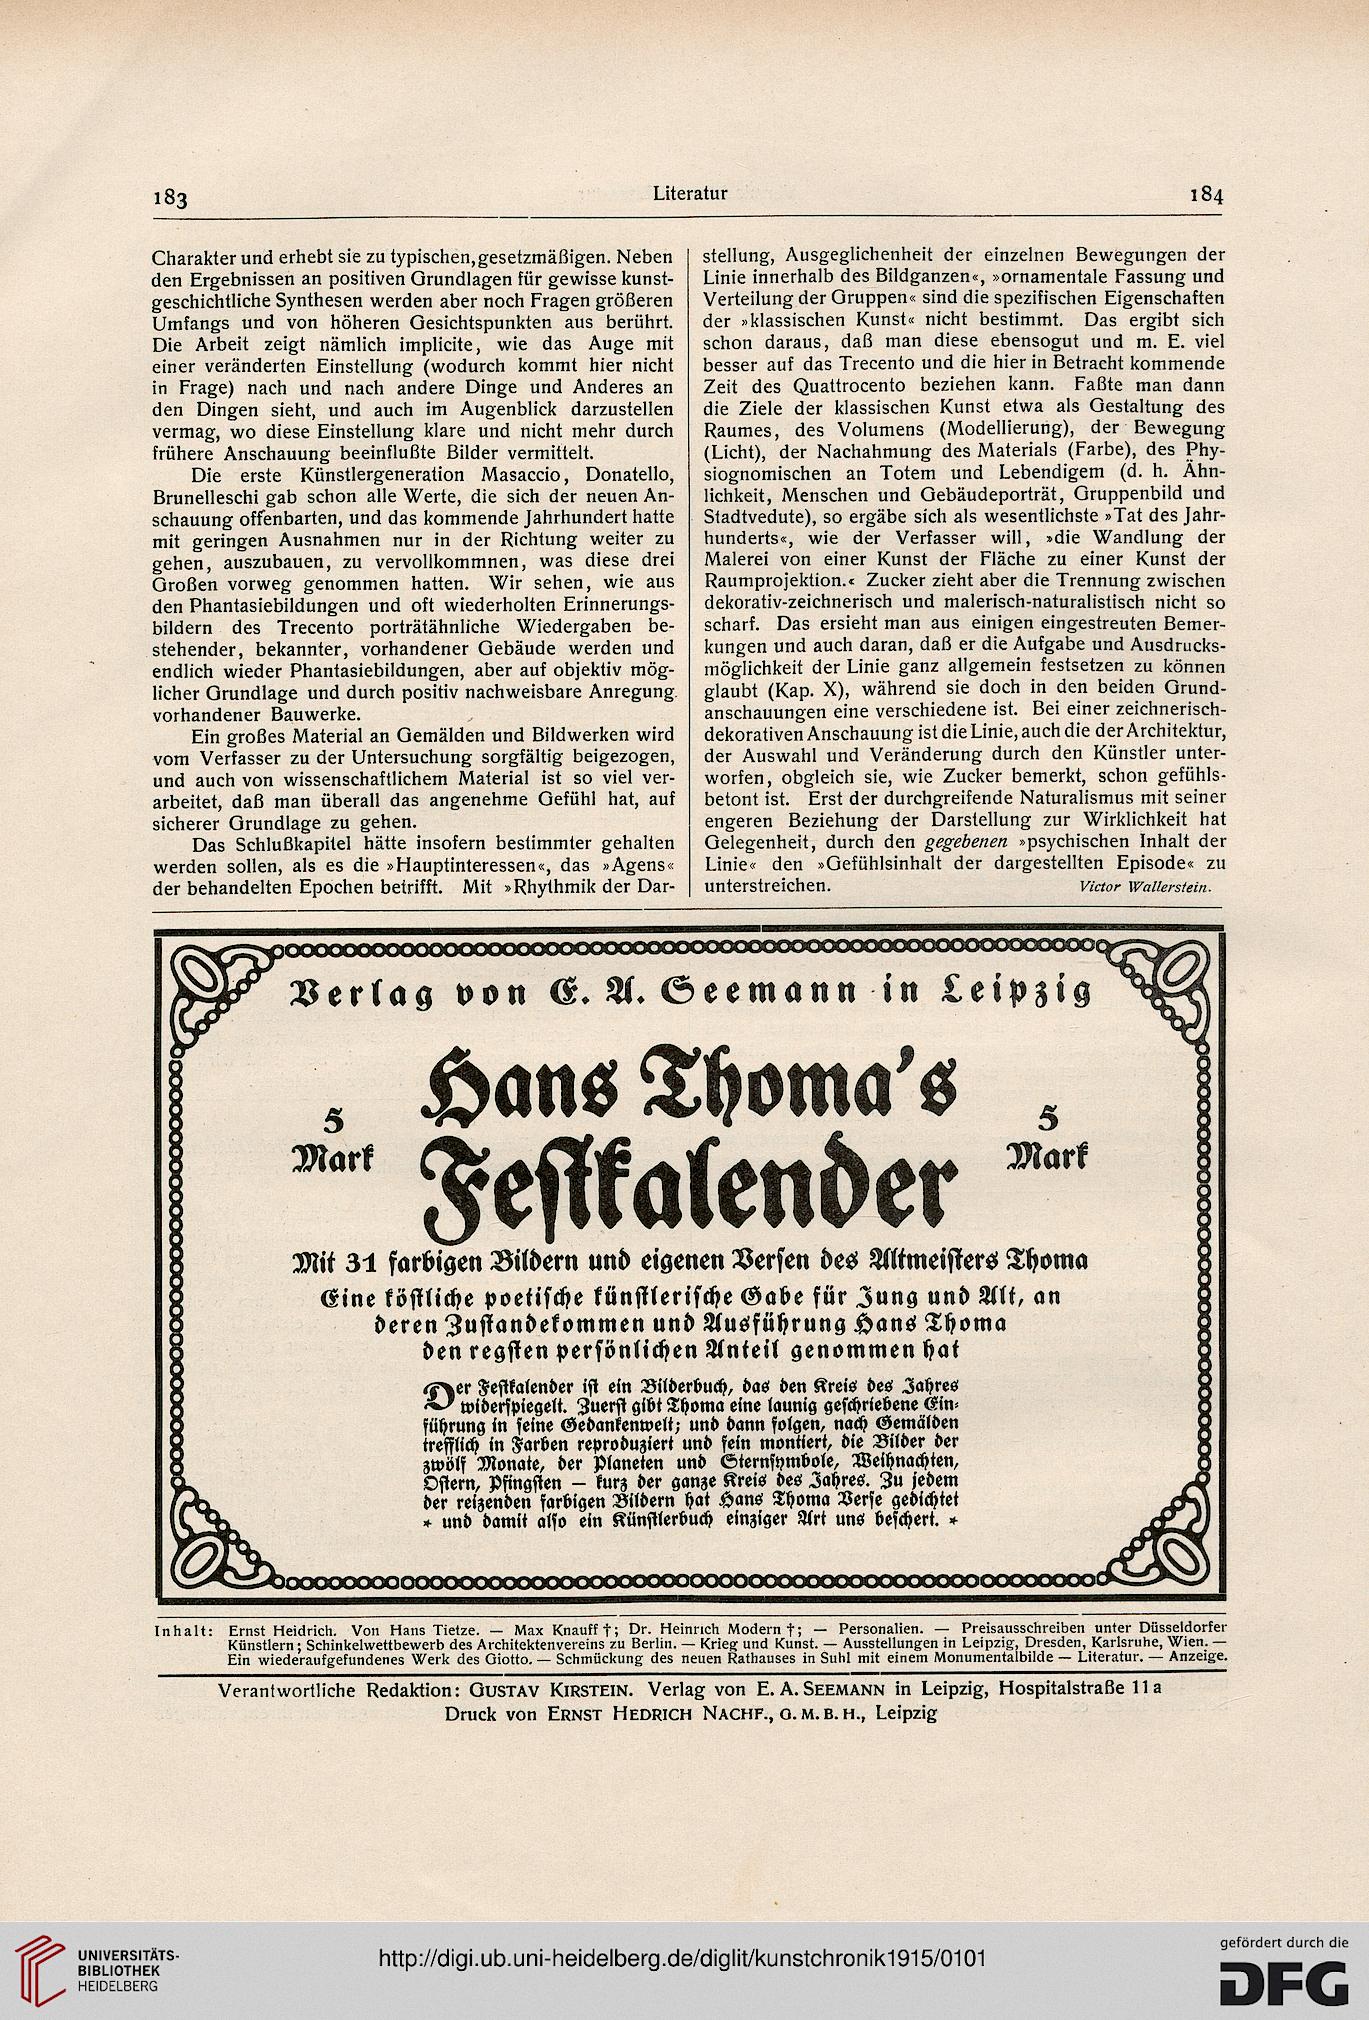 183
Literatur
184
Charakter und erhebt sie zu typischen, gesetzmäßigen. Neben
den Ergebnissen an positiven Grundlagen für gewisse kunst-
geschichtliche Synthesen werden aber noch Fragen größeren
Umfangs und von höheren Gesichtspunkten aus berührt.
Die Arbeit zeigt nämlich implicite, wie das Auge mit
einer veränderten Einstellung (wodurch kommt hier nicht
in Frage) nach und nach andere Dinge und Anderes an
den Dingen sieht, und auch im Augenblick darzustellen
vermag, wo diese Einstellung klare und nicht mehr durch
frühere Anschauung beeinflußte Bilder vermittelt.
Die erste Künstlergeneration Masaccio, Donatello,
Brunelleschi gab schon alle Werte, die sich der neuen An-
schauung offenbarten, und das kommende Jahrhundert hatte
mit geringen Ausnahmen nur in der Richtung weiter zu
gehen, auszubauen, zu vervollkommnen, was diese drei
Großen vorweg genommen hatten. Wir sehen, wie aus
den Phantasiebildungen und oft wiederholten Erinnerungs-
bildern des Trecento porträtähnliche Wiedergaben be-
stehender, bekannter, vorhandener Gebäude werden und
endlich wieder Phantasiebildungen, aber auf objektiv mög-
licher Grundlage und durch positiv nachweisbare Anregung
vorhandener Bauwerke.
Ein großes Material an Gemälden und Bildwerken wird
vom Verfasser zu der Untersuchung sorgfältig beigezogen,
und auch von wissenschaftlichem Material ist so viel ver-
arbeitet, daß man überall das angenehme Gefühl hat, auf
sicherer Grundlage zu gehen.
Das Schlußkapitel hätte insofern bestimmter gehalten
werden sollen, als es die »Hauptinteressen«, das »Agens«
der behandelten Epochen betrifft. Mit »Rhythmik der Dar-
stellung, Ausgeglichenheit der einzelnen Bewegungen der
Linie innerhalb des Bildganzen«, »ornamentale Fassung und
Verteilung der Gruppen« sind die spezifischen Eigenschaften
der »klassischen Kunst« nicht bestimmt. Das ergibt sich
schon daraus, daß man diese ebensogut und m. E. viel
besser auf das Trecento und die hier in Betracht kommende
Zeit des Quattrocento beziehen kann. Faßte man dann
die Ziele der klassischen Kunst etwa als Gestaltung des
Raumes, des Volumens (Modellierung), der Bewegung
(Licht), der Nachahmung des Materials (Farbe), des Phy-
siognomischen an Totem und Lebendigem (d. h. Ähn-
lichkeit, Menschen und Gebäudeporträt, Gruppenbild und
Stadtvedute), so ergäbe sich als wesentlichste »Tat des Jahr-
hunderts«, wie der Verfasser will, »die Wandlung der
Malerei von einer Kunst der Fläche zu einer Kunst der
Raumprojektion.« Zucker zieht aber die Trennung zwischen
dekorativ-zeichnerisch und malerisch-naturalistisch nicht so
scharf. Das ersieht man aus einigen eingestreuten Bemer-
kungen und auch daran, daß er die Aufgabe und Ausdrucks-
möglichkeit der Linie ganz allgemein festsetzen zu können
glaubt (Kap. X), während sie doch in den beiden Grund-
anschauungen eine verschiedene ist. Bei einer zeichnerisch-
dekorativen Anschauung ist die Linie, auch die der Architektur,
der Auswahl und Veränderung durch den Künstler unter-
worfen, obgleich sie, wie Zucker bemerkt, schon gefühls-
betont ist. Erst der durchgreifende Naturalismus mit seiner
engeren Beziehung der Darstellung zur Wirklichkeit hat
Gelegenheit, durch den gegebenen »psychischen Inhalt der
Linie« den »Gefühlsinhalt der dargestellten Episode« zu
unterstreichen. Victor Wallerstein.
Verlag von E. A. Seemann in Leipzig
Hans Thoma's
Festkalender
5
Mark
5
Mark
Mit 31 farbigen Bildern und eigenen Versen des Altmeisters Thoma
Eine köstliche poetische künstlerische Gabe für Jung und Alt, an
deren Zustandekommen und Ausführung Hans Thoma
den regsten persönlichen Anteil genommen hat
Der Festkalender ist ein Bilderbuch, das den Kreis des Jahres
widerspiegelt. Zuerst gibt Thoma eine launig geschriebene Ein-
führung in seine Gedankenwelt; und dann folgen, nach Gemälden
trefflich in Farben reproduziert und fein montiert, die Bilder der
zwölf Monate, der Planeten und Sternsymbole, Weihnachten,
Ostern, Pfingsten — kurz der ganze Kreis des Jahres. Zu jedem
der reizenden farbigen Bildern hat Hans Thoma Verse gedichtet
* und damit also ein Künstlerbuch einziger Art uns beschert. *
Inhalt: Ernst Heidrich. Von Hans Tietze. — Max Knauff †; Dr. Heinrich Modern †; — Personalien. — Preisausschreiben unter Düsseldorfer
Künstlern; Schinkelwettbewerb des Architektenvereins zu Berlin. — Krieg und Kunst. — Ausstellungen in Leipzig, Dresden, Karlsruhe, Wien. —
Ein wiederaufgefundenes Werk des Giotto. — Schmückung des neuen Rathauses in Suhl mit einem Monumentalbilde — Literatur. — Anzeige.
Verantwortliche Redaktion: GUSTAV KIRSTEIN. Verlag von E. A. SEEMANN in Leipzig, Hospitalstraße 11a
Druck von ERNST HEDRICH NACHF., G. M. B. H., Leipzig
UNIVERSITÄTS-
BIBLIOTHEK
HEIDELBERG
http://digi.ub.uni-heidelberg.de/diglit/kunstchronik1915/0101
gefördert durch die
DFG